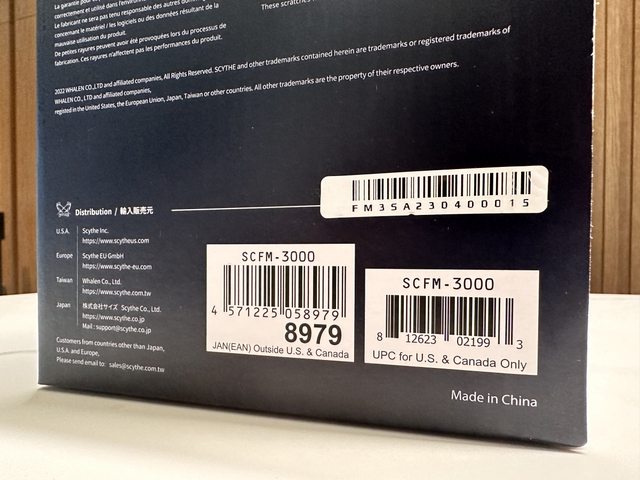 La garantie pour ce
correctement et utilisé dans l'environ
Le fabricant ne sera pas tenu responsable des autres dom
concernant le matériel / les logiciels ou des données résultant de la
mauvaise utilisation du produit.
De petites rayures peuvent avoir été provoquées lors du processus de
fabrication. Ces rayures n'affectent pas les performances du produit.
These scratches
2022 WHALEN CO.,LTD and affiliated companies, All Rights Reserved. SCYTHE and other trademarks contained herein are trademarks or registered trademarks of
WHALEN CO., LTD and affiliated companies,
registed in the United States, the European Union, Japan, Taiwan or other countries. All other trademarks are the property of their respective owners.
FM35A230400015
Distribution / 輸入販売元
U.S.A. Scythe Inc.
https://www.scytheus.com
Europe Scythe EU GmbH
https://www.scythe-eu.com
Taiwan Whalen Co., Ltd.
https://www.scythe.com.tw
Japan 株式会社サイズ Scythe Co., Ltd.
https://www.scythe.co.jp
Mail : support@scythe.co.jp
Customers from countries other than Japan,
U.S.A. and Europe,
Please send email to: sales@scythe.com.tw
SCFM-3000
4 571225 058979
8979
JAN(EAN) Outside U.S. & Canada
SCFM-3000
8 12623 02199 3
UPC for U.S. & Canada Only
Made in China